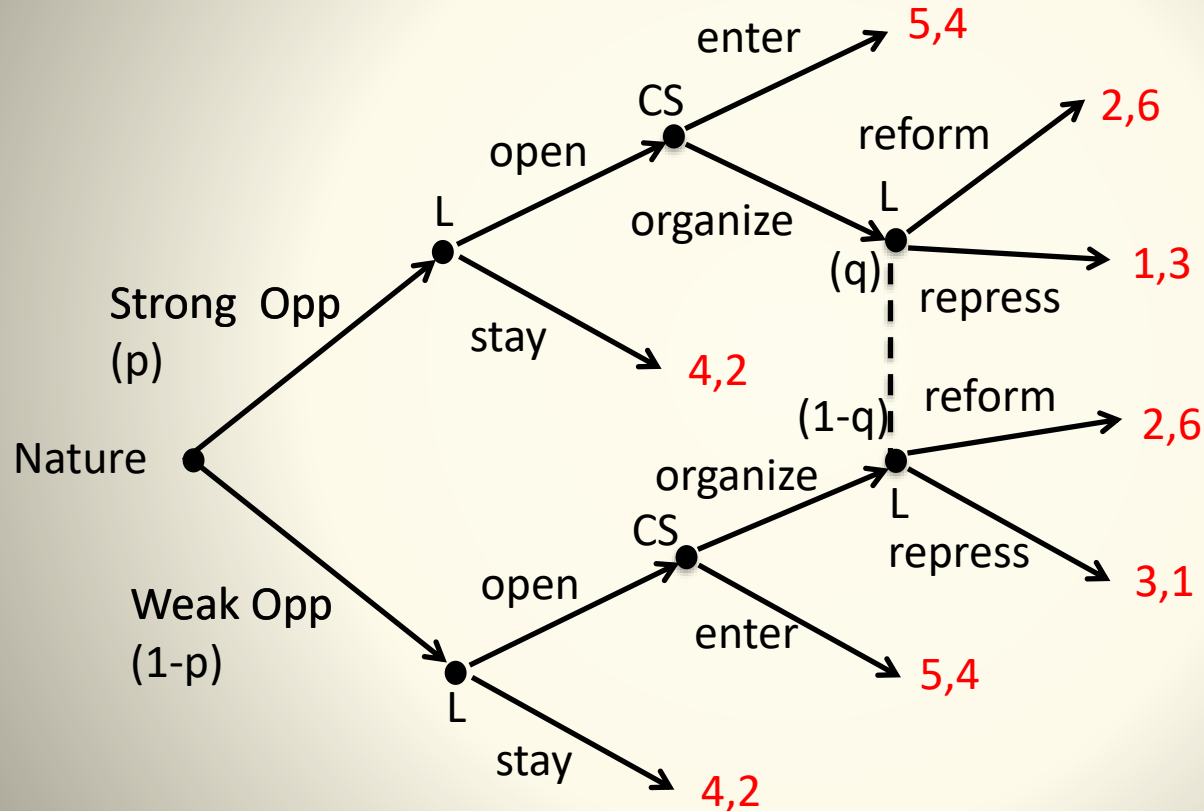 enter
5,4
CS
2,6
reform
open
L
L
organize
(q)
1,3
repress
Strong Opp
(p)
stay
4,2
reform
(1-q)
2,6
Nature
organize
L
CS
repress
open
3,1
Weak Opp
(1-p)
enter
5,4
L
stay
4,2